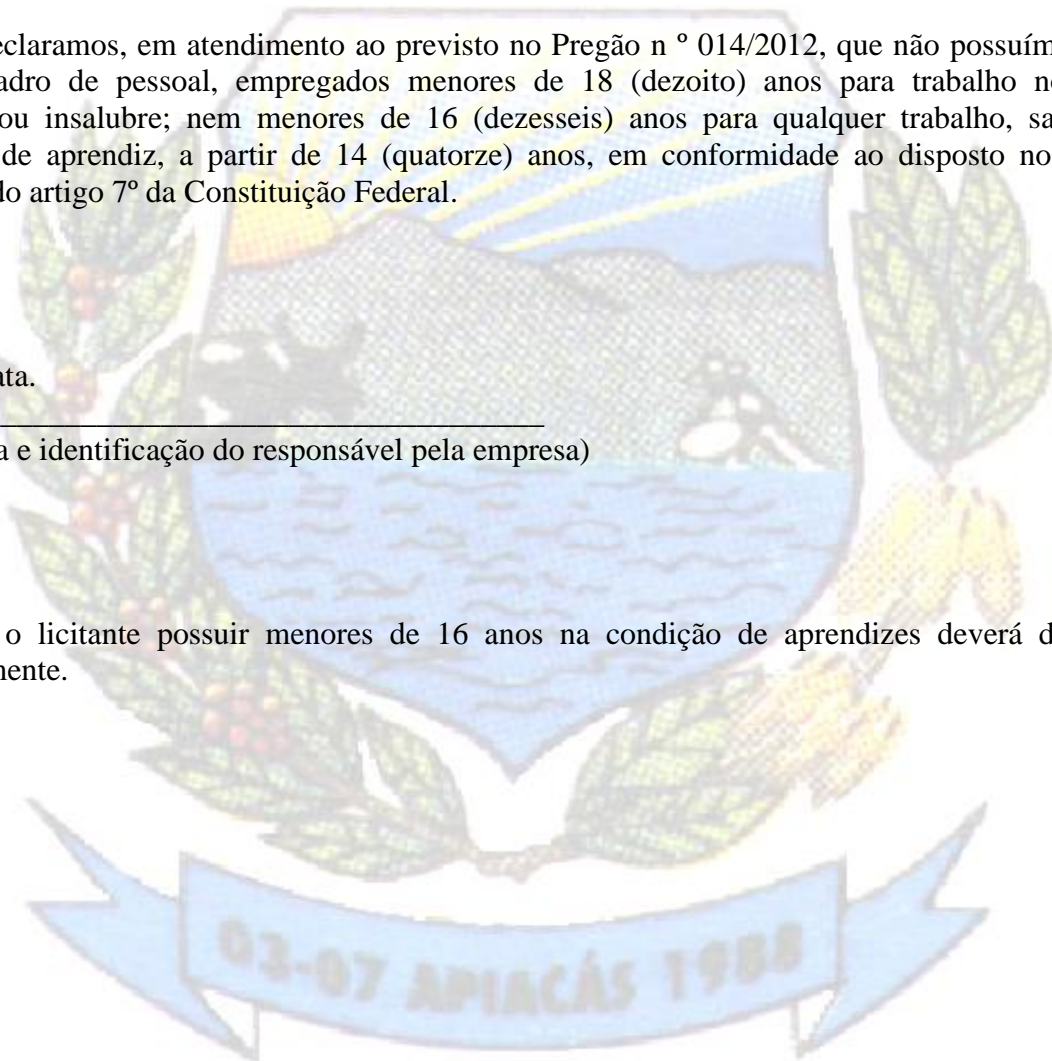 eclaramos, em atendimento ao previsto no Pregão n º 014/2012, que não possuím
adro de pessoal, empregados menores de 18 (dezoito) anos para trabalho no
ou insalubre; nem menores de 16 (dezesseis) anos para qualquer trabalho, sa
de aprendiz, a partir de 14 (quatorze) anos, em conformidade ao disposto no
do artigo 7º da Constituição Federal.
ata.
a e identificação do responsável pela empresa)
o licitante possuir menores de 16 anos na condição de aprendizes deverá d
mente.
03-07 APIACÁS 1988